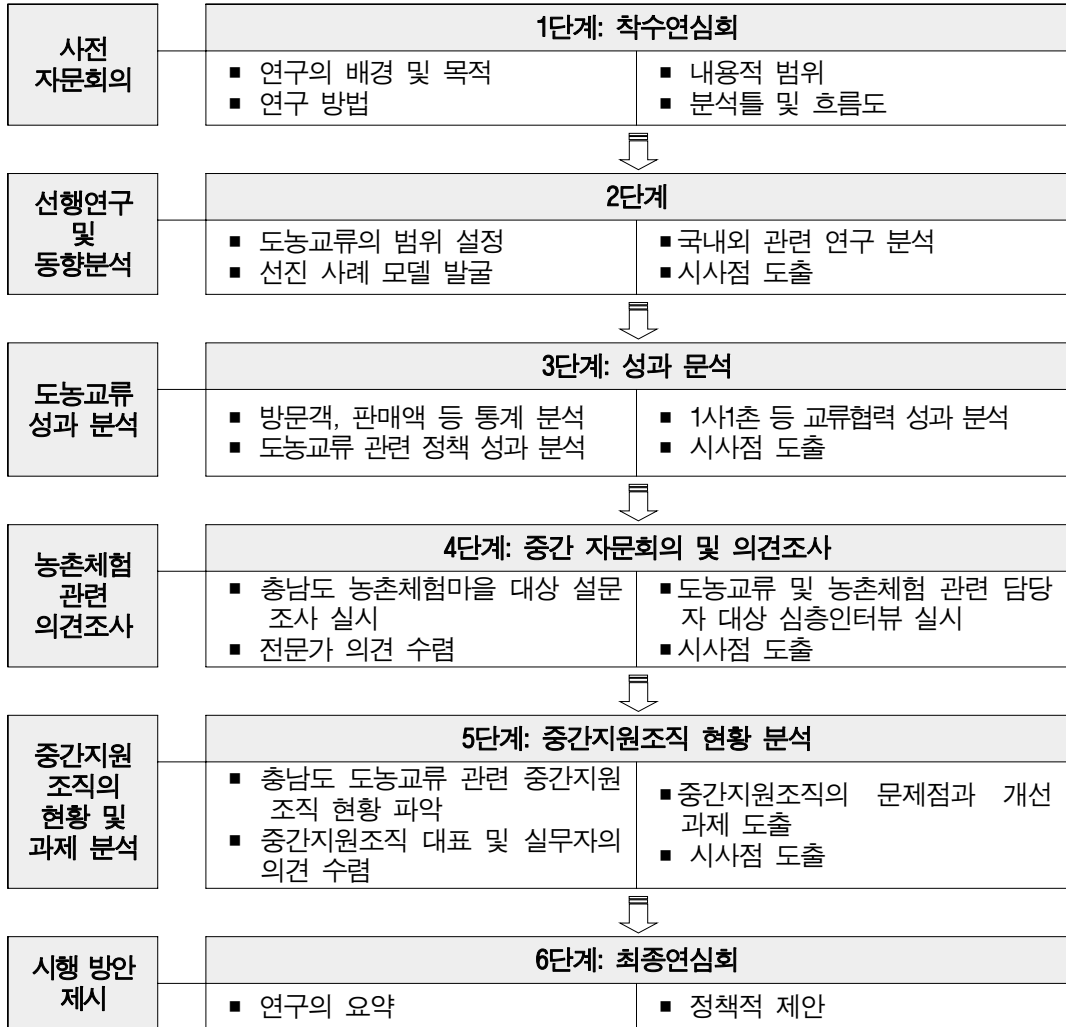 사전
자문회의
1단계: 착수연심회
■ 연구의 배경 및 목적
■ 연구 방법
■ 내용적 범위
■ 분석틀 및 흐름도
선행연구
및
동향분석
2단계
■ 도농교류의 범위 설정
■ 선진 사례 모델 발굴
■ 국내외 관련 연구 분석
■ 시사점 도출
도농교류
성과 분석
3단계: 성과 문석
■ 방문객, 판매액 등 통계 분석
■ 도농교류 관련 정책 성과 분석
■ 1사1촌 등 교류협력 성과 분석
■ 시사점 도출
농촌체험
관련
의견조사
4단계: 중간 자문회의 및 의견조사
■ 충남도 농촌체험마을 대상 설문
조사 실시
■ 전문가 의견 수렴
■ 도농교류 및 농촌체험 관련 담당
자 대상 심층인터뷰 실시
■ 시사점 도출
중간지원
조직의
현황 및
과제 분석
5단계: 중간지원조직 현황 분석
■ 충남도 도농교류 관련 중간지원
조직 현황 파악
■ 중간지원조직 대표 및 실무자의
의견 수렴
■ 중간지원조직의 문제점과 개선
과제 도출
■ 시사점 도출
시행 방안
제시
6단계: 최종연심회
■ 연구의 요약
■ 정책적 제안